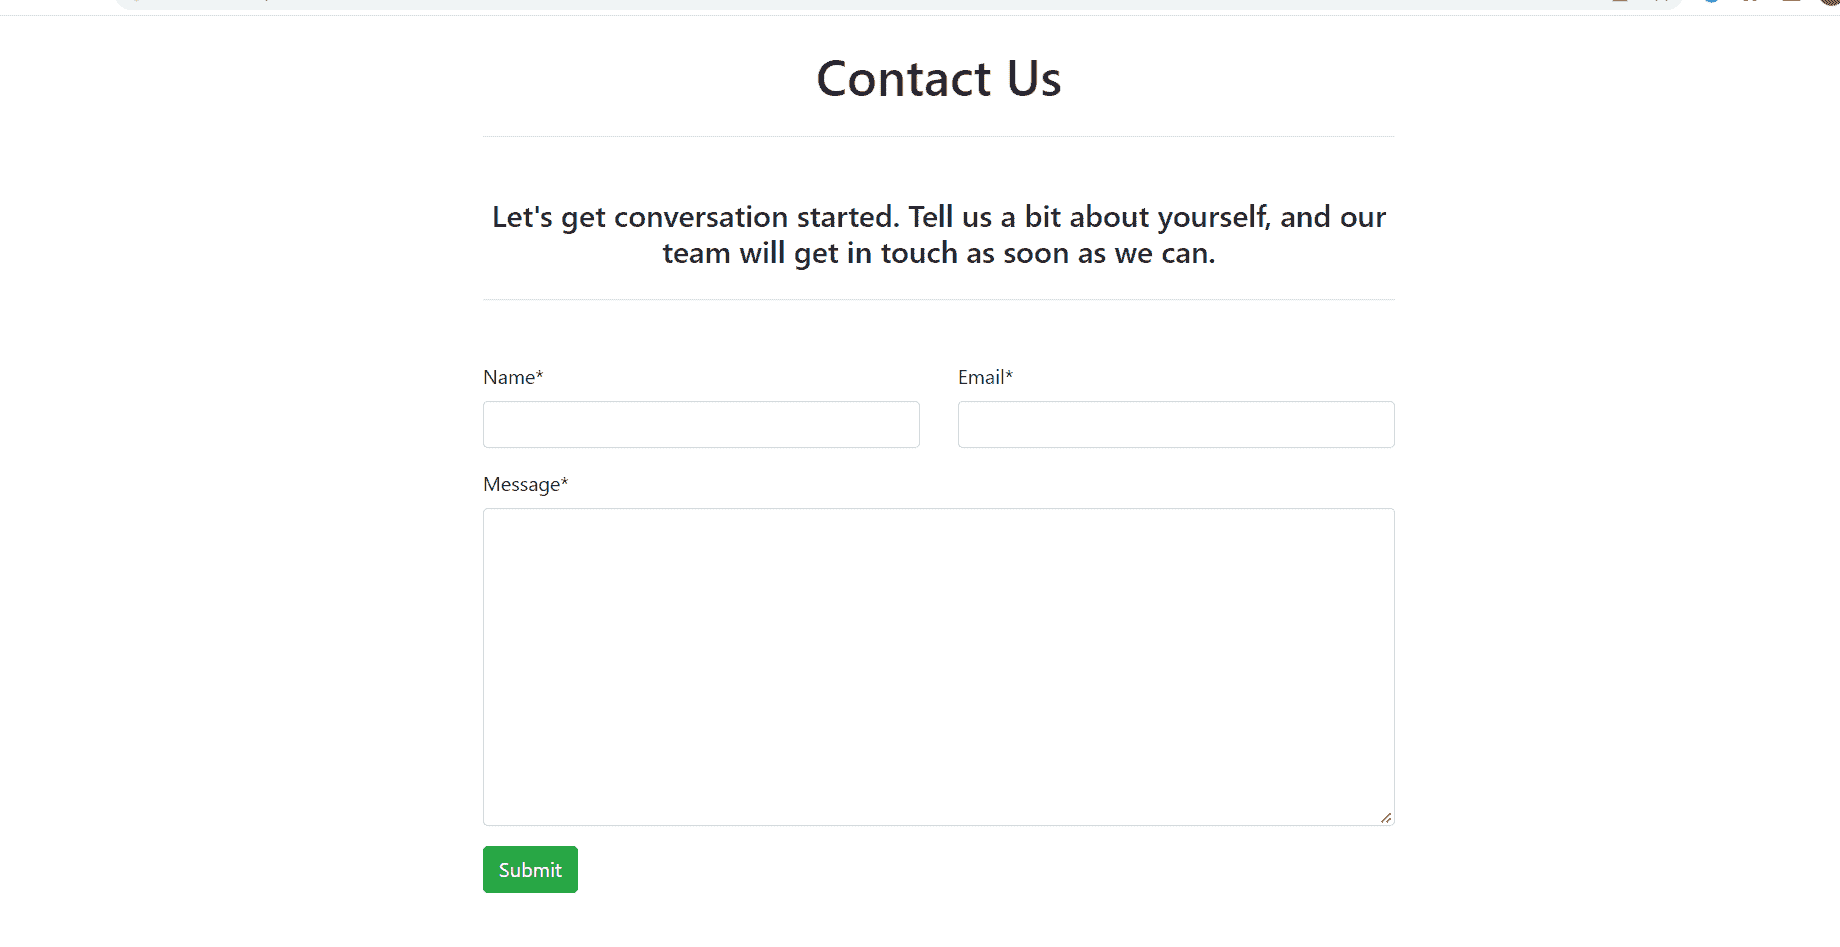 Contact Us
Let's get conversation started. Tell us a bit about yourself, and our
team will get in touch as soon as we can.
Name*
Email*
Message*
Submit